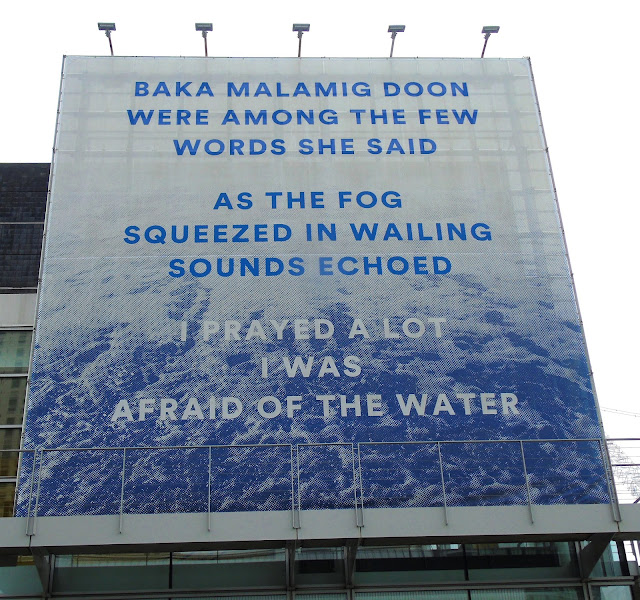 BAKA MALAMIG DOON
WERE AMONG THE FEW
WORDS SHE SAID
AS THE FOG
SQUEEZED IN WAILING
SOUNDS ECHOED
I PRAYED A LOT
I WAS
AFRAID OF THE WATER